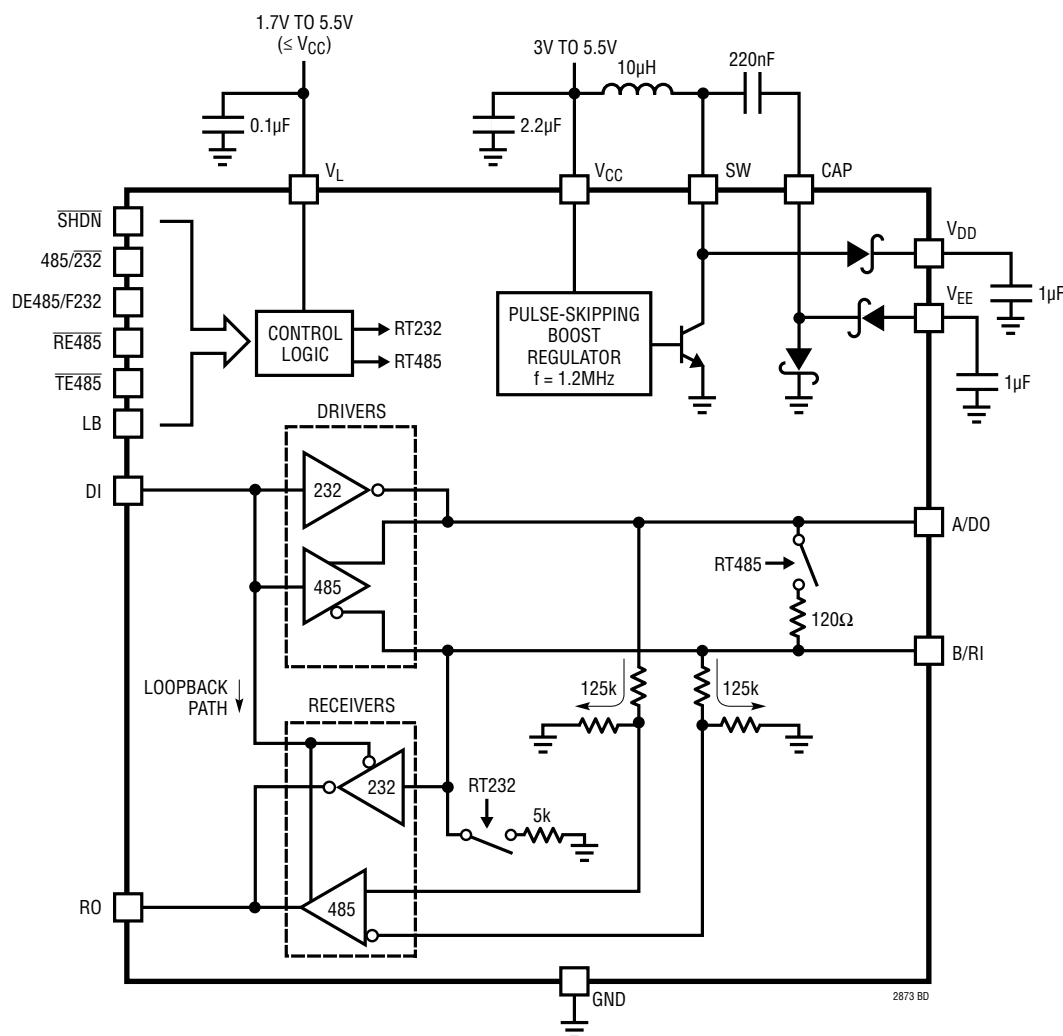 1.7V TO 5.5V
(≤ VCC)
3V TO 5.5V
10µH
220nF
0.1µF
2.2µF
VL
VCC
SW
CAP
SHDN
485/232
DE485/F232
RE485
TE485
LB
CONTROL
LOGIC
RT232
RT485
PULSE-SKIPPING
BOOST
REGULATOR
f = 1.2MHz
VDD
1µF
VEE
1µF
DRIVERS
DI
232
485
A/DO
RT485
120Ω
B/RI
LOOPBACK
PATH
125k
125k
RECEIVERS
232
RT232
5k
RO
485
GND
2873 BD